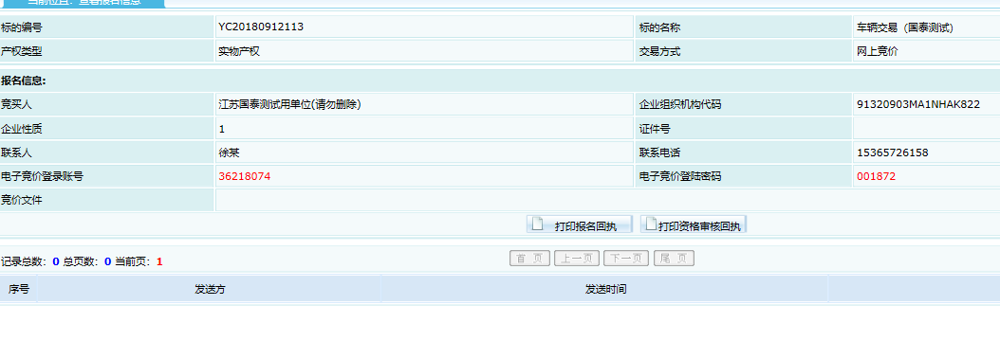 当前位置：查看报名信息
标的编号 YC20180912113 标的名称 车辆交易（国泰测试）
产权类型 实物产权 交易方式 网上竞价
报名信息:
竞买人 江苏国泰测试用单位(请勿删除) 企业组织机构代码 91320903MA1NHAK822
企业性质 1 证件号
联系人 徐某 联系电话 15365726158
电子竞价登录账号 36218074 电子竞价登陆密码 001872
竞价文件
打印报名回执 打印资格审核回执
记录总数：0 总页数：0 当前页：1 首 页 上一页 下一页 尾 页
序号 发送方 发送时间